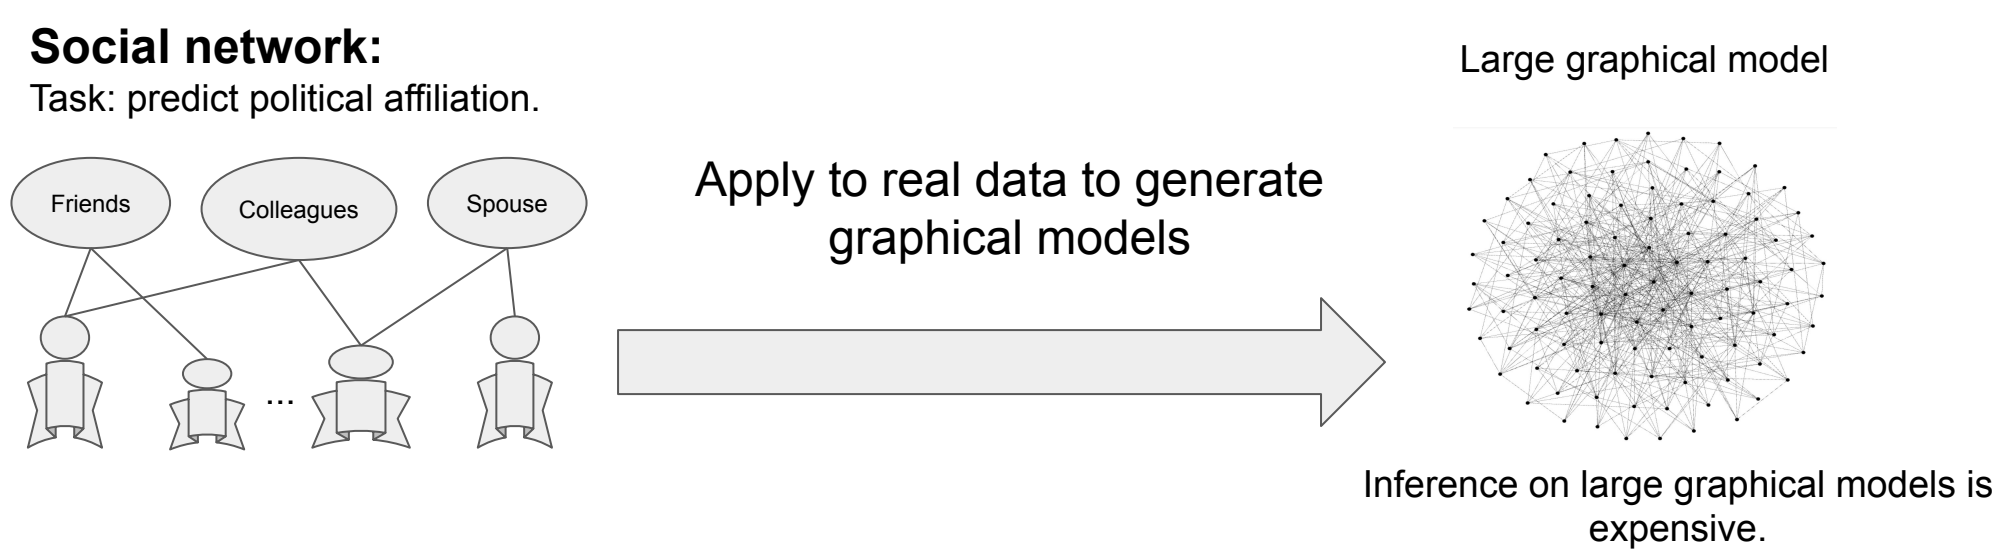 Social network:
Task: predict political affiliation.
Large graphical model
Friends
Colleagues
Spouse
Apply to real data to generate
graphical models
...
Inference on large graphical models is
expensive.